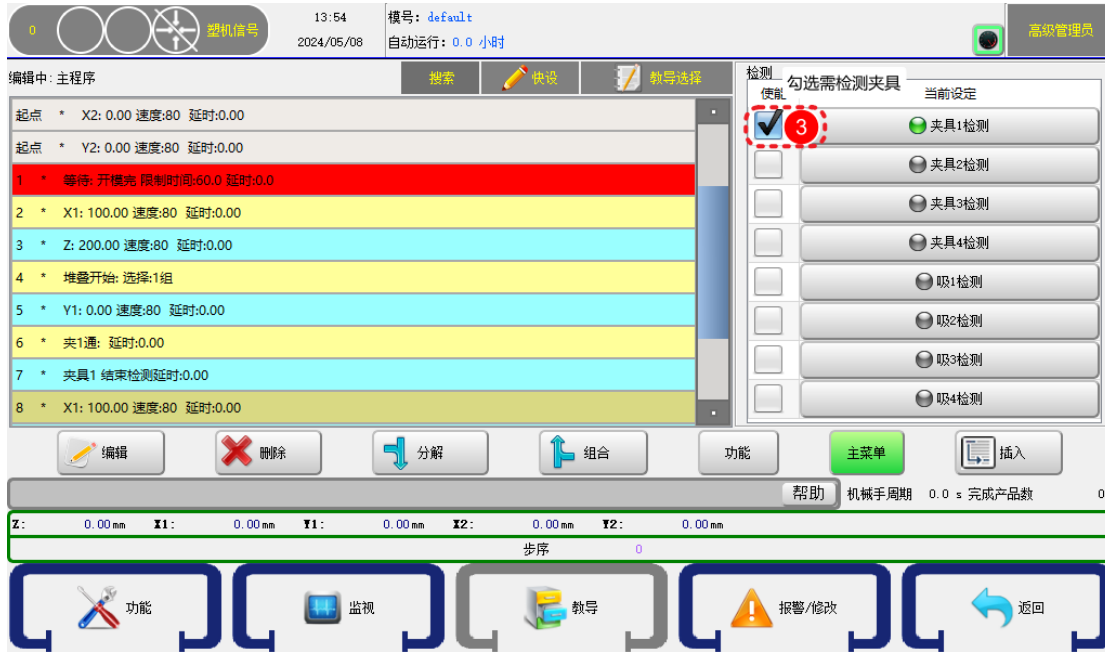 0 塑机信号 13:54 2024/05/08 模号: default 自动运行: 0.0 小时 高级管理员
编辑中: 主程序 搜索 快设 教导选择
起点 * X2: 0.00 速度:80 延时:0.00
起点 * Y2: 0.00 速度:80 延时:0.00
1 * 等待: 开模完 限制时间:60.0 延时:0.0
2 * X1: 100.00 速度:80 延时:0.00
3 * Z: 200.00 速度:80 延时:0.00
4 * 堆叠开始: 选择:1组
5 * Y1: 0.00 速度:80 延时:0.00
6 * 夹1通: 延时:0.00
7 * 夹具1 结束检测延时:0.00
8 * X1: 100.00 速度:80 延时:0.00
检测
勾选需检测夹具
使能 当前设定
3 夹具1检测
夹具2检测
夹具3检测
夹具4检测
吸1检测
吸2检测
吸3检测
吸4检测
编辑 删除 分解 组合 功能 主菜单 插入
帮助 机械手周期 0.0 s 完成产品数 0
Z: 0.00mm X1: 0.00mm Y1: 0.00mm X2: 0.00mm Y2: 0.00mm
步序 0
功能 监视 教导 报警/修改 返回